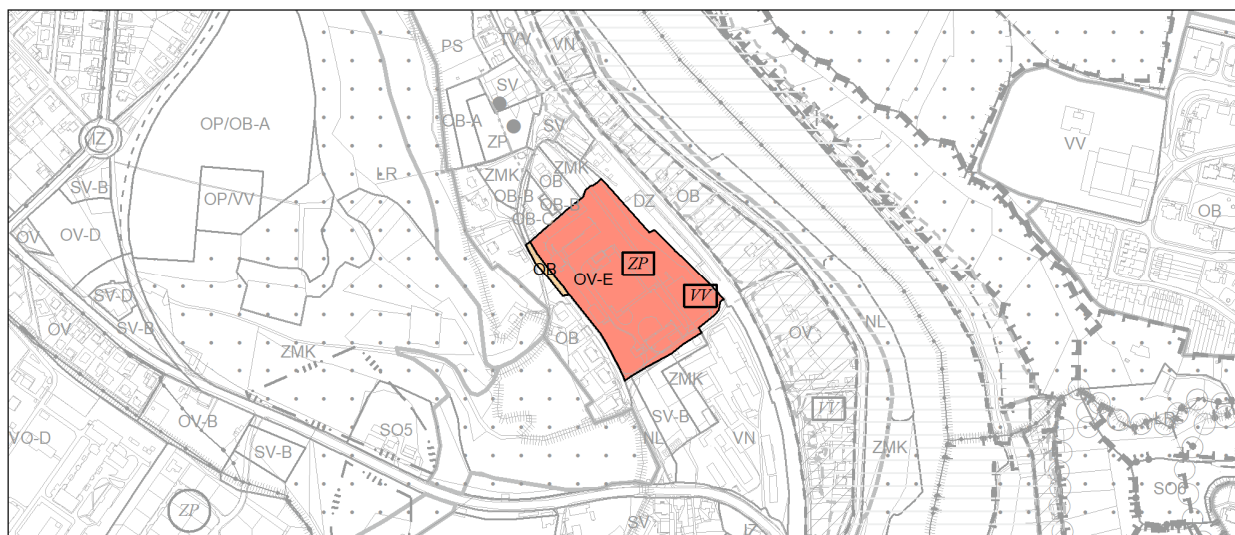 PS
TVV
VN
SV
OB-A
ZP
SV
IZ
OP/OB-A
VV
LR
ZMK
ZMK
OB
SV-B
OP/VV
OB-B
OB-B
DZ
OB
OB-C
OB
OV
OV-D
OB
OV-E
ZP
VV
SV-D
OV
SV-B
NL
OV
ZMK
OB
ZMK
VV
OV-B
SV-B
SO5
NL
VN
LR
VO-D
SV-B
ZMK
SO6
ZP
SV
IZ